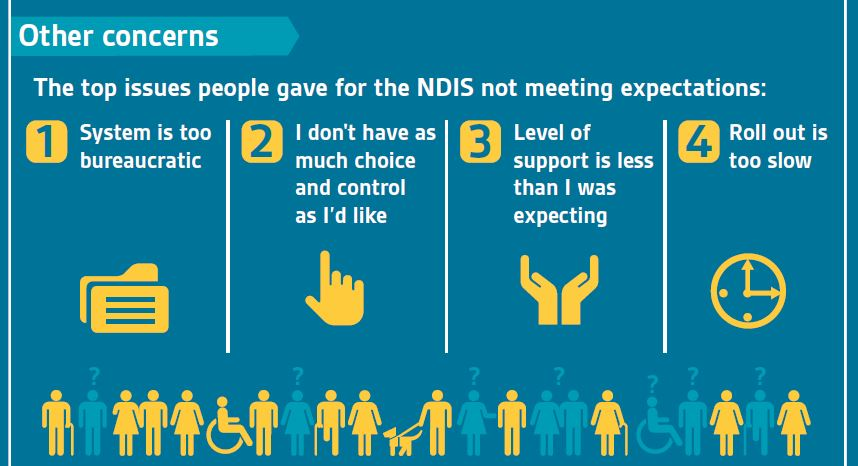 Other concerns
The top issues people gave for the NDIS not meeting expectations:
1
System is too
bureaucratic
2
I don't have as
much choice
and control
as I'd like
3
Level of
support is less
than I was
expecting
4
Roll out is
too slow
? ? ? ? ? ? ?